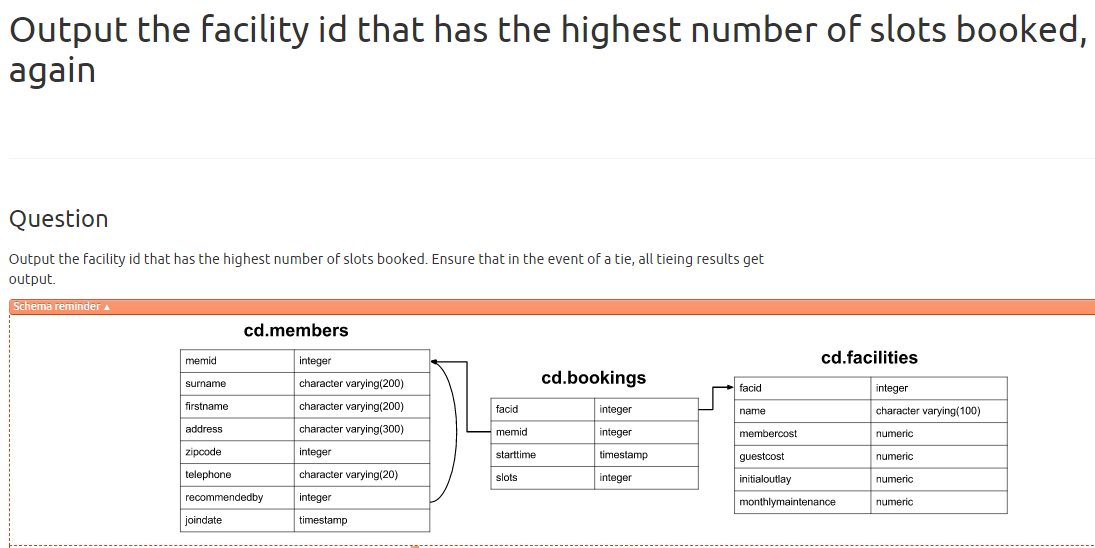 Output the facility id that has the highest number of slots booked,
again
Question
Output the facility id that has the highest number of slots booked. Ensure that in the event of a tie, all tieing results get
output.
Schema reminder ▲
cd.members
memid integer
surname character varying(200)
firstname character varying(200)
address character varying(300)
zipcode integer
telephone character varying(20)
recommendedby integer
joindate timestamp
cd.bookings
facid integer
memid integer
starttime timestamp
slots integer
cd.facilities
facid integer
name character varying(100)
membercost numeric
guestcost numeric
initialoutlay numeric
monthlymaintenance numeric